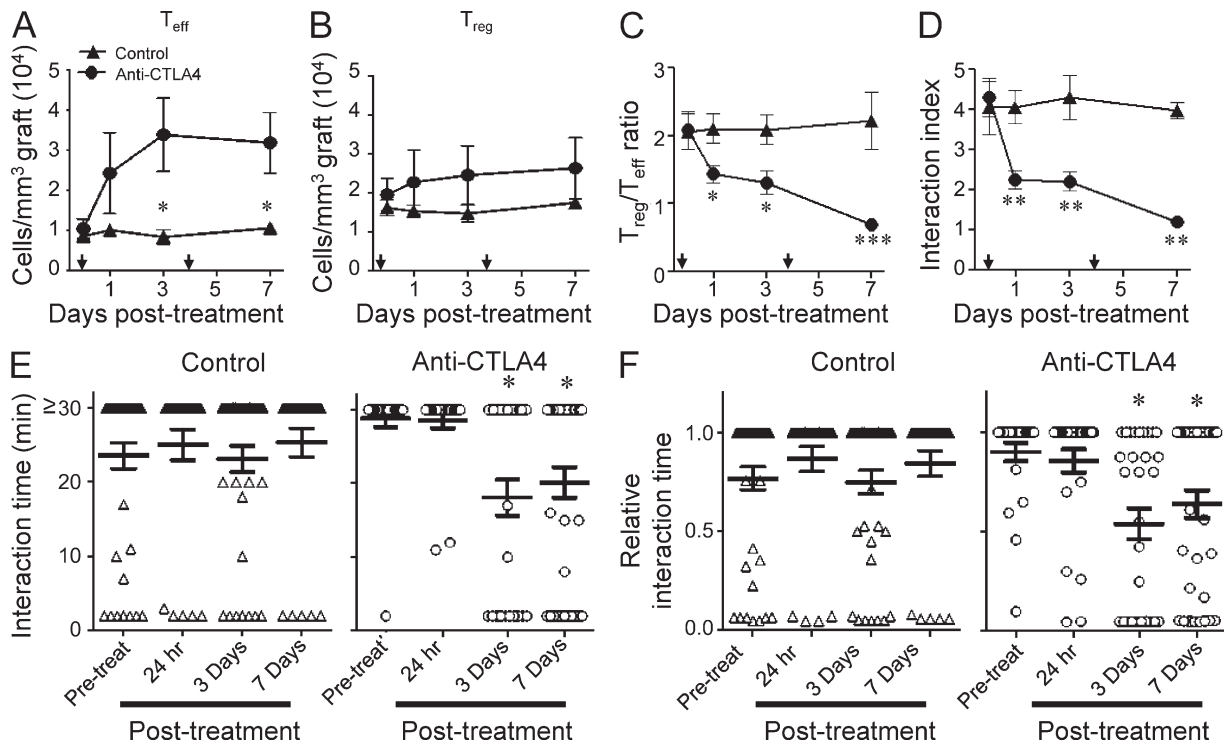 A
T_eff
Control
Anti-CTLA4
Cells/mm³ graft (10⁴)
5
4
3
2
1
0
*
*
1 3 5 7
Days post-treatment
B
T_reg
Cells/mm³ graft (10⁴)
5
4
3
2
1
0
1 3 5 7
Days post-treatment
C
T_reg/T_eff ratio
3
2
1
0
*
*
***
1 3 5 7
Days post-treatment
D
Interaction index
5
4
3
2
1
0
**
**
**
1 3 5 7
Days post-treatment
E
Control
Anti-CTLA4
Interaction time (min)
≥30
20
10
0
*
*
Pre-treat
24 hr
3 Days
7 Days
Post-treatment
Pre-treat
24 hr
3 Days
7 Days
Post-treatment
F
Control
Anti-CTLA4
Relative
interaction time
1.0
0.5
0.0
*
*
Pre-treat
24 hr
3 Days
7 Days
Post-treatment
Pre-treat
24 hr
3 Days
7 Days
Post-treatment